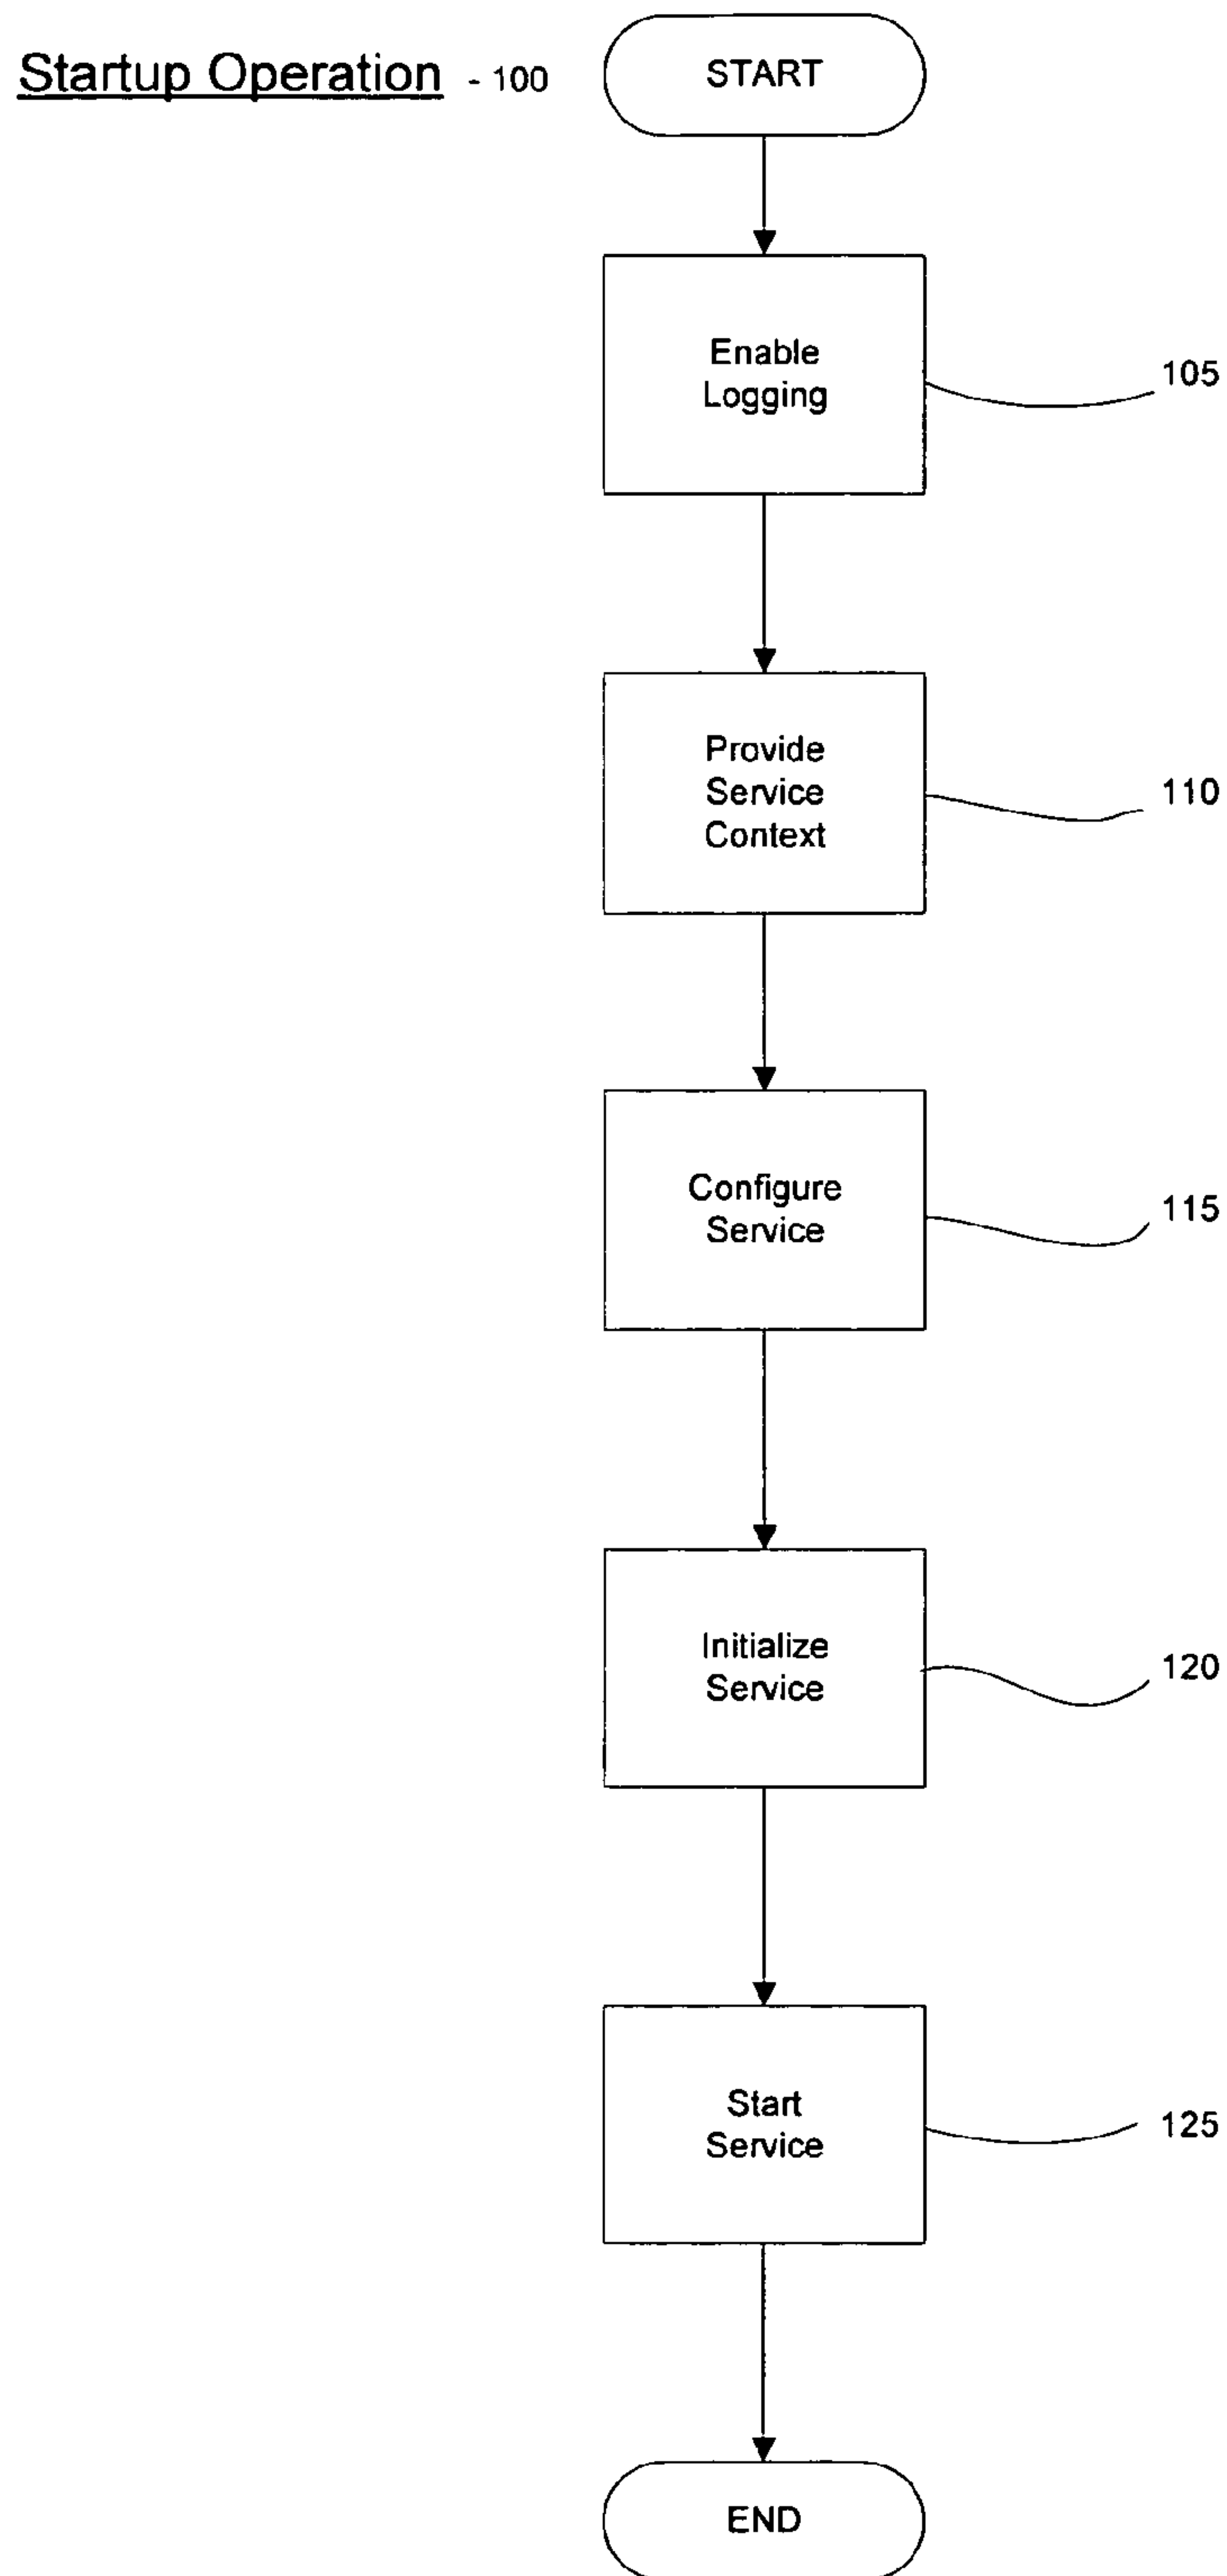 Startup Operation - 100
START
Enable
Logging
105
Provide
Service
Context
110
Configure
Service
115
Initialize
Service
120
Start
Service
125
END